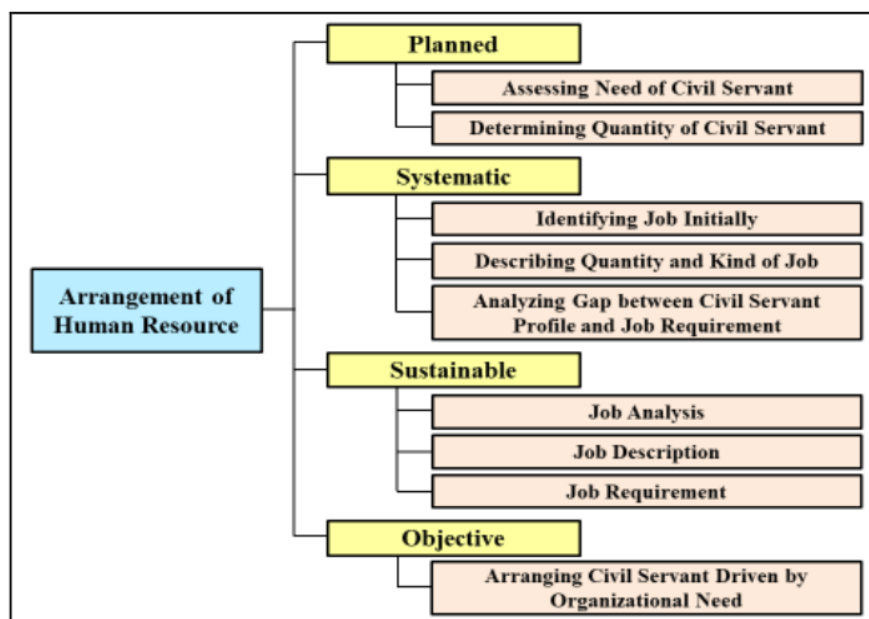 Planned
Assessing Need of Civil Servant
Determining Quantity of Civil Servant
Systematic
Identifying Job Initially
Describing Quantity and Kind of Job
Analyzing Gap between Civil Servant
Profile and Job Requirement
Arrangement of
Human Resource
Sustainable
Job Analysis
Job Description
Job Requirement
Objective
Arranging Civil Servant Driven by
Organizational Need